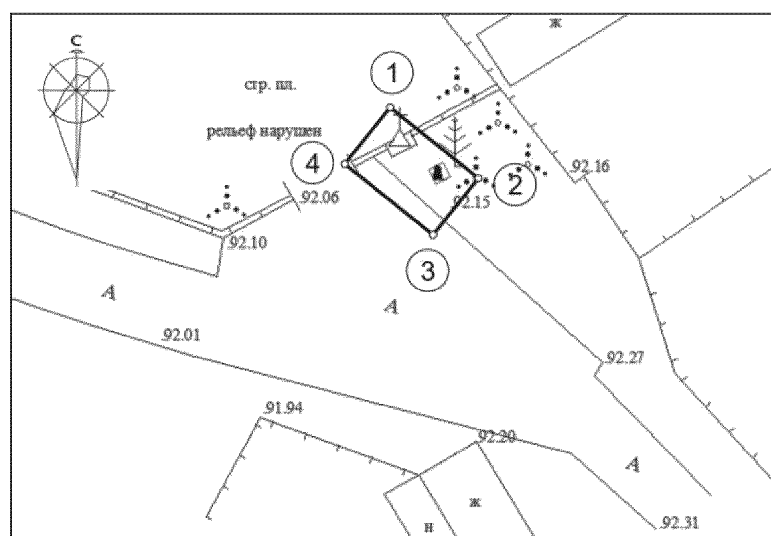 ж
С
1
стр. пл.
рельеф нарушен
4
92.16
2
92.06
92.15
92.10
3
А
А
92.01
92.27
91.94
92.20
А
ж
н
92.31